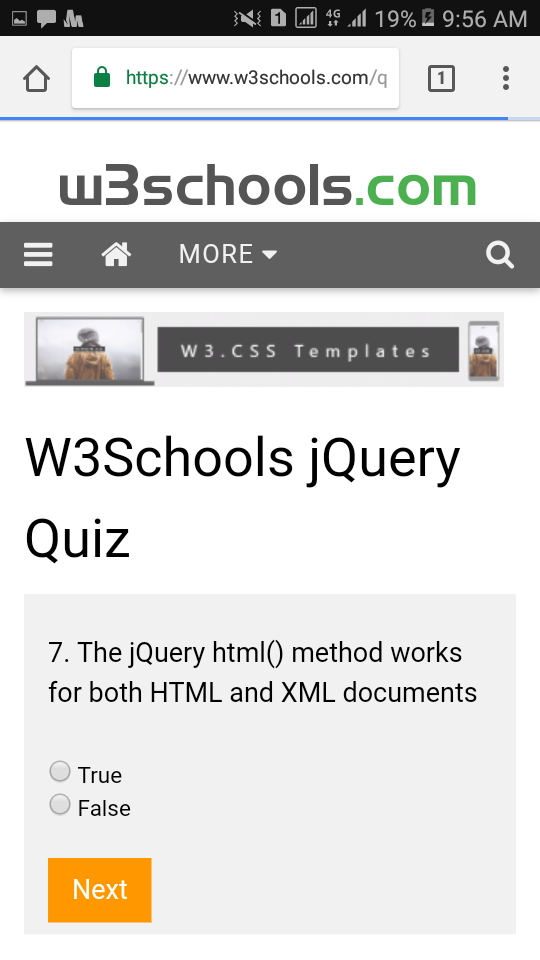 1 4G 19% 9:56 AM
https://www.w3schools.com/q 1
w3schools.com
MORE
W3.CSS Templates
W3Schools jQuery
Quiz
7. The jQuery html() method works
for both HTML and XML documents
True
False
Next